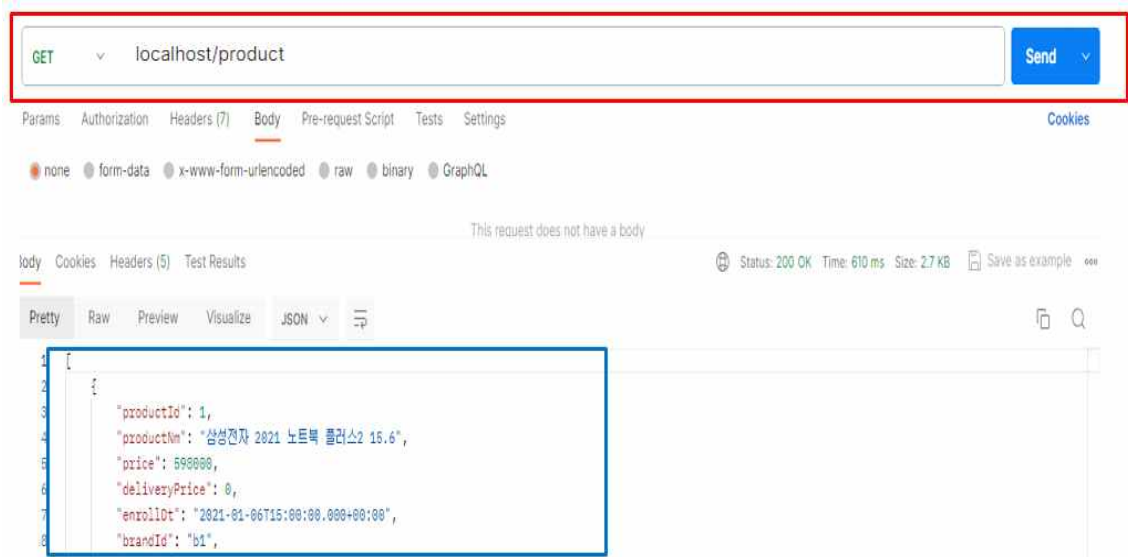 GET localhost/product Send
Params Authorization Headers (7) Body Pre-request Script Tests Settings Cookies
none form-data x-www-form-urlencoded raw binary GraphQL
This request does not have a body
Body Cookies Headers (5) Test Results Status: 200 OK Time: 610 ms Size: 2.7 KB Save as example
Pretty Raw Preview Visualize JSON
1 [
2 {
3 "productId": 1,
4 "productNm": "삼성전자 2021 노트북 플러스2 15.6",
5 "price": 598000,
6 "deliveryPrice": 0,
7 "enrollDt": "2021-01-06T15:00:00.000+00:00",
8 "brandId": "b1",